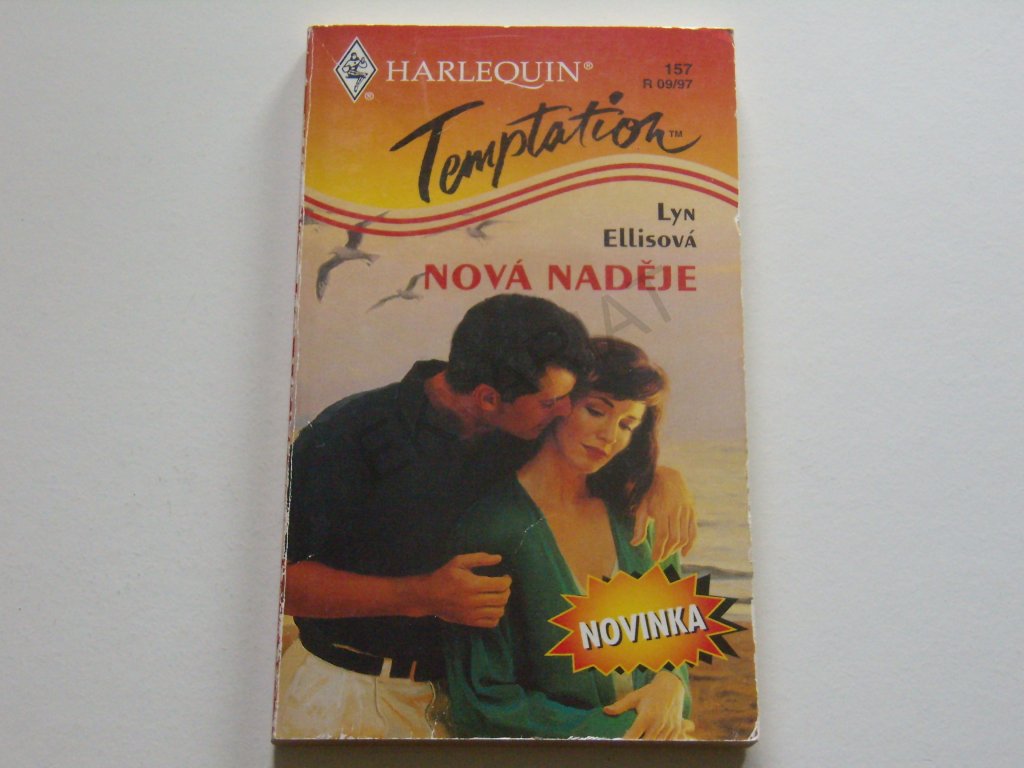 HARLEQUIN®
157
R 09/97
Temptation™
Lyn
Ellisová
NOVÁ NADĚJE
NOVINKA